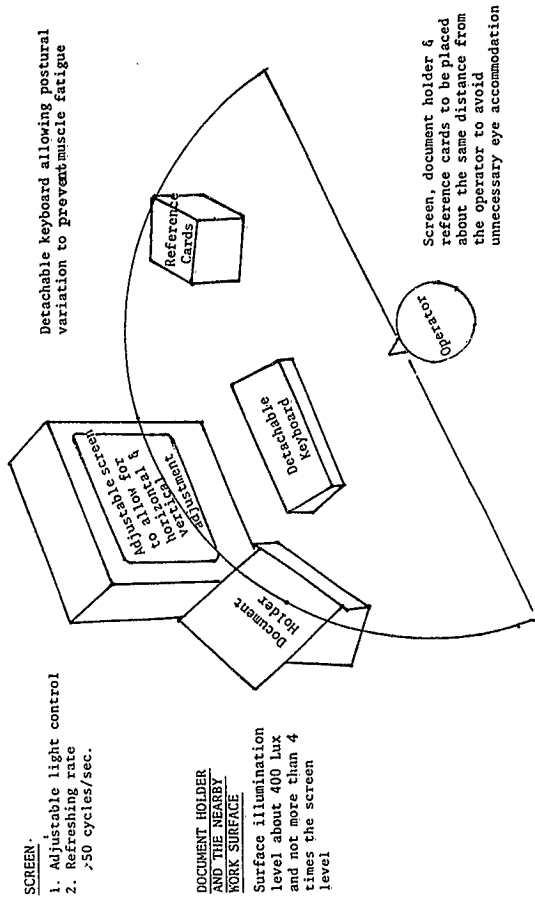 SCREEN.
1. Adjustable light control
2. Refreshing rate
>50 cycles/sec.
DOCUMENT HOLDER
AND THE NEARBY
WORK SURFACE
Surface illumination
level about 400 Lux
and not more than 4
times the screen
level
Adjustable screen
to allow for
horizontal &
vertical
adjustment
Document
Holder
Detachable
Keyboard
Detachable keyboard allowing postural
variation to prevent muscle fatigue
Reference
Cards
Operator
Screen, document holder &
reference cards to be placed
about the same distance from
the operator to avoid
unnecessary eye accommodation